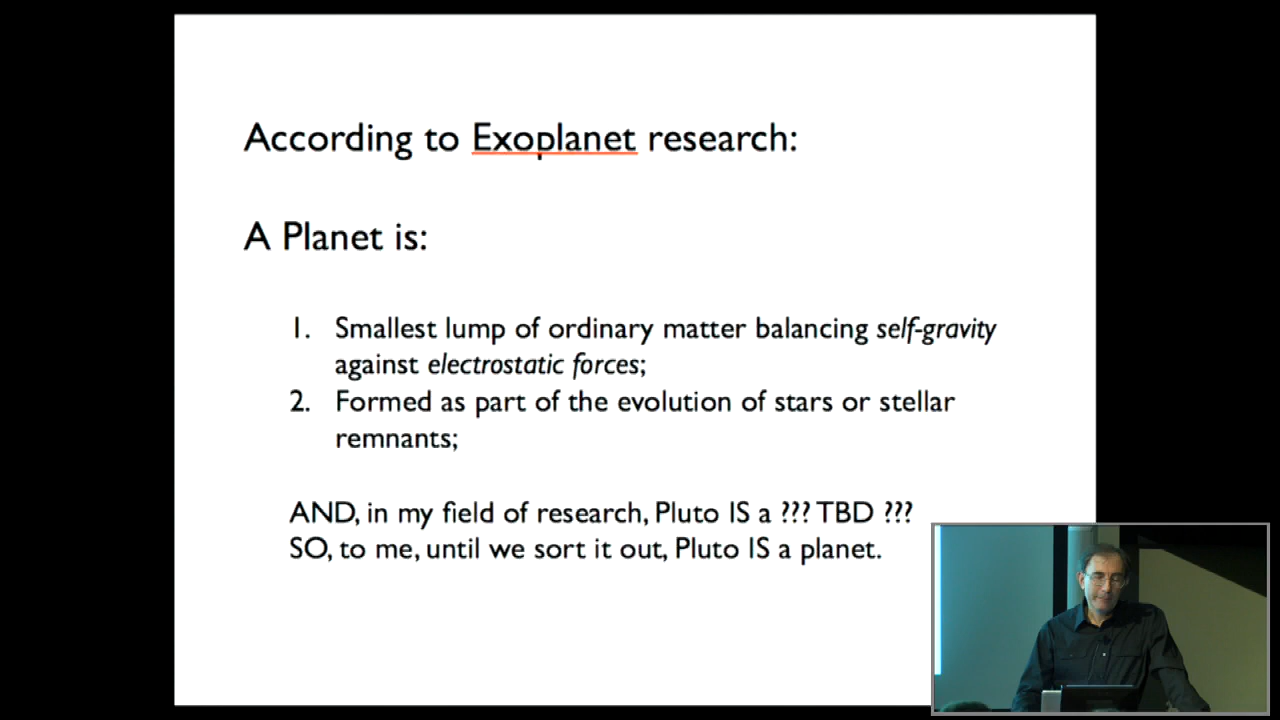 According to Exoplanet research:
A Planet is:
1. Smallest lump of ordinary matter balancing self-gravity
against electrostatic forces;
2. Formed as part of the evolution of stars or stellar
remnants;
AND, in my field of research, Pluto IS a ??? TBD ???
SO, to me, until we sort it out, Pluto IS a planet.